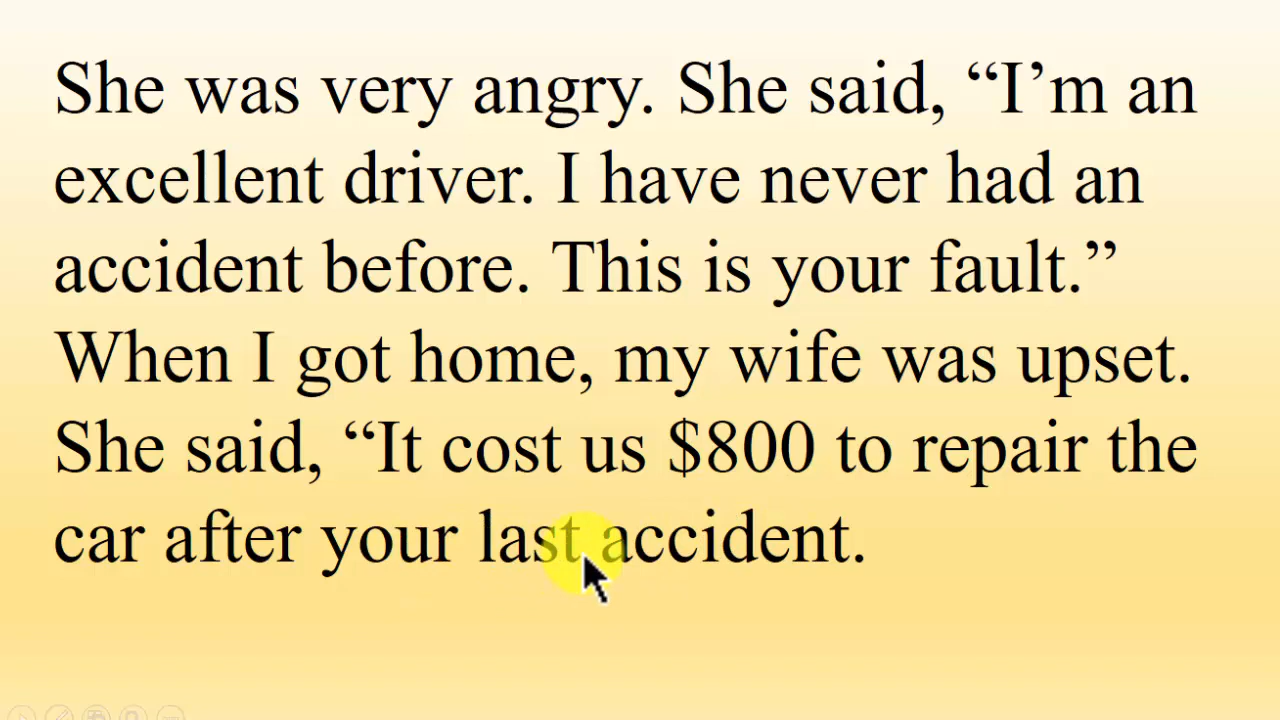 She was very angry. She said, “I’m an
excellent driver. I have never had an
accident before. This is your fault.”
When I got home, my wife was upset.
She said, “It cost us $800 to repair the
car after your last accident.